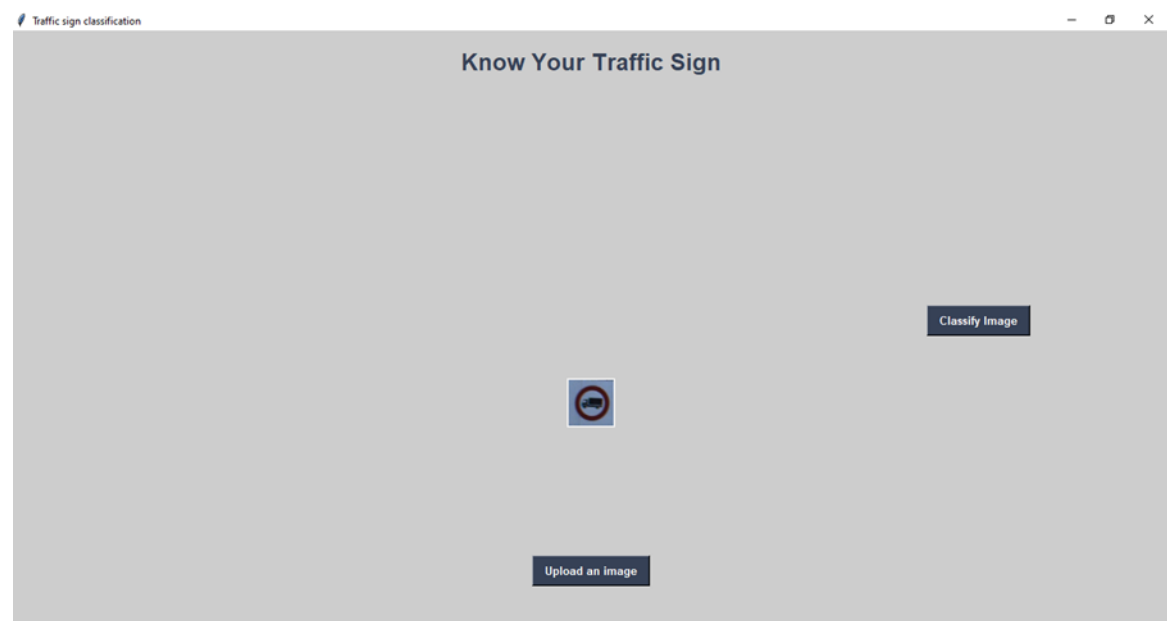 Traffic sign classification
Know Your Traffic Sign
Classify Image
Upload an image